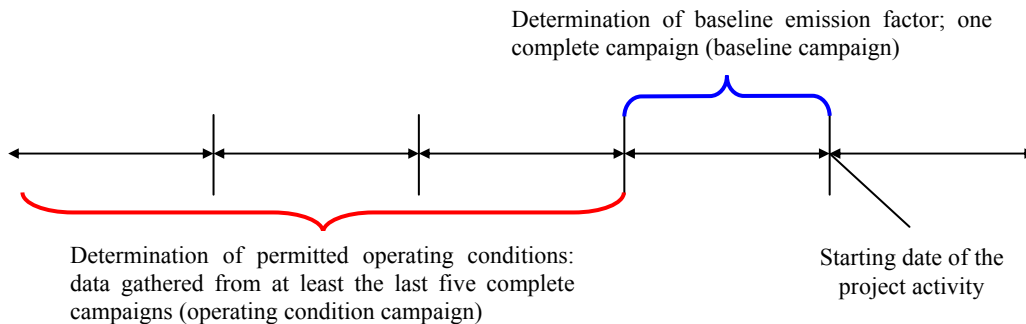 Determination of baseline emission factor; one
complete campaign (baseline campaign)
Determination of permitted operating conditions:
data gathered from at least the last five complete
campaigns (operating condition campaign)
Starting date of the
project activity